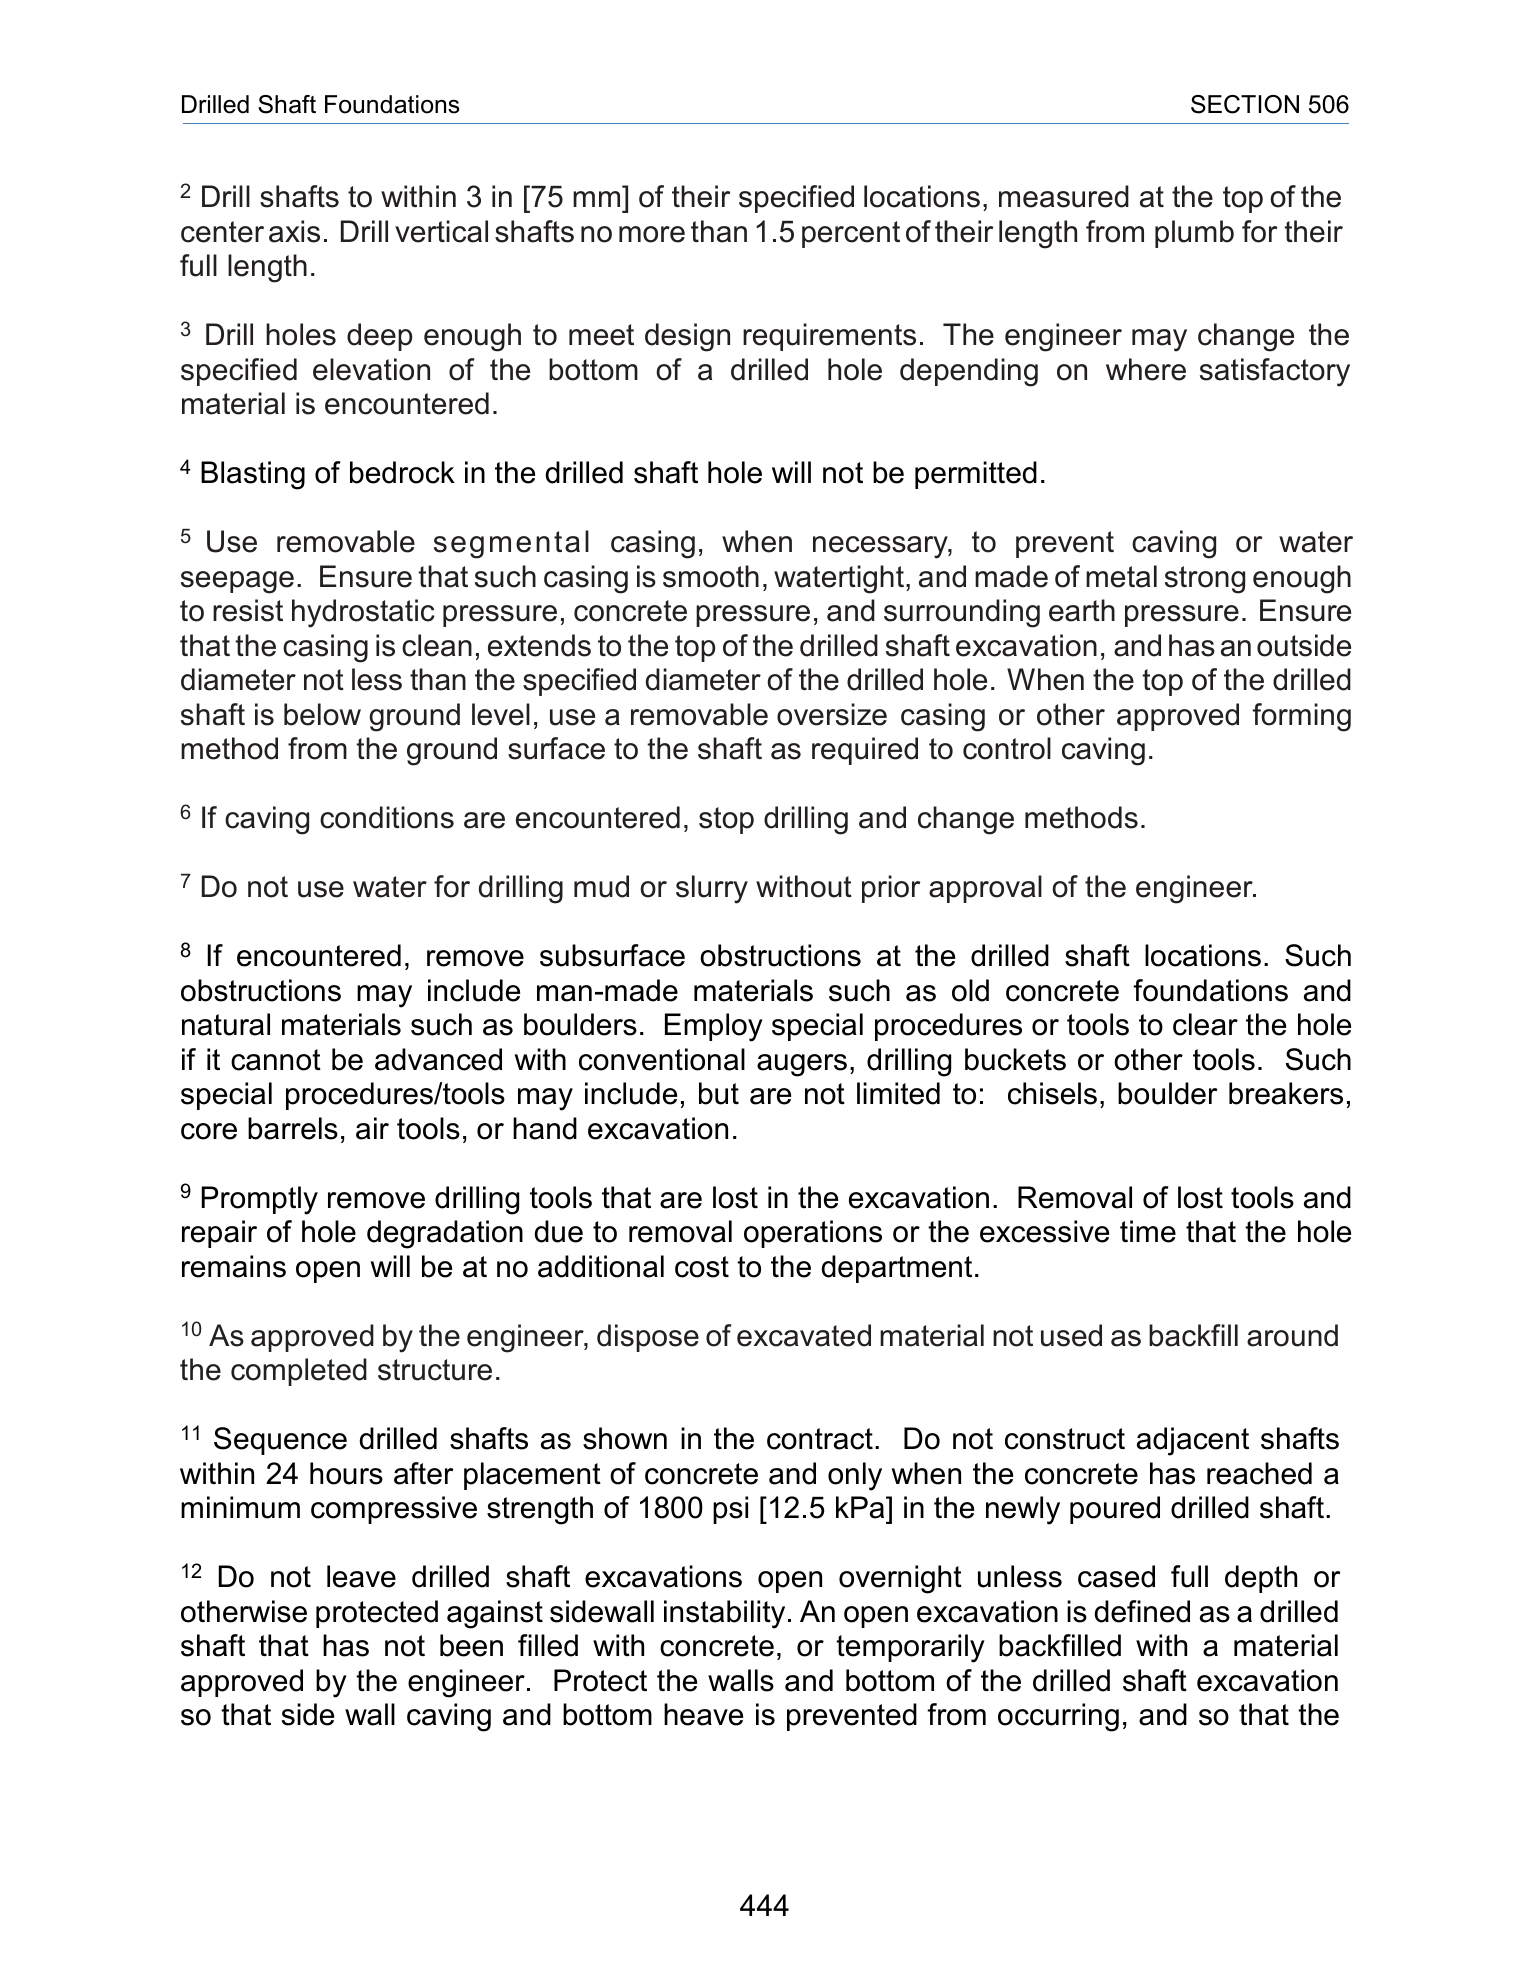 Drilled Shaft Foundations SECTION 506
2 Drill shafts to within 3 in [75 mm] of their specified locations, measured at the top of the
center axis. Drill vertical shafts no more than 1.5 percent of their length from plumb for their
full length.
3 Drill holes deep enough to meet design requirements. The engineer may change the
specified elevation of the bottom of a drilled hole depending on where satisfactory
material is encountered.
4 Blasting of bedrock in the drilled shaft hole will not be permitted.
5 Use removable segmental casing, when necessary, to prevent caving or water
seepage. Ensure that such casing is smooth, watertight, and made of metal strong enough
to resist hydrostatic pressure, concrete pressure, and surrounding earth pressure. Ensure
that the casing is clean, extends to the top of the drilled shaft excavation, and has an outside
diameter not less than the specified diameter of the drilled hole. When the top of the drilled
shaft is below ground level, use a removable oversize casing or other approved forming
method from the ground surface to the shaft as required to control caving.
6 If caving conditions are encountered, stop drilling and change methods.
7 Do not use water for drilling mud or slurry without prior approval of the engineer.
8 If encountered, remove subsurface obstructions at the drilled shaft locations. Such
obstructions may include man-made materials such as old concrete foundations and
natural materials such as boulders. Employ special procedures or tools to clear the hole
if it cannot be advanced with conventional augers, drilling buckets or other tools. Such
special procedures/tools may include, but are not limited to: chisels, boulder breakers,
core barrels, air tools, or hand excavation.
9 Promptly remove drilling tools that are lost in the excavation. Removal of lost tools and
repair of hole degradation due to removal operations or the excessive time that the hole
remains open will be at no additional cost to the department.
10 As approved by the engineer, dispose of excavated material not used as backfill around
the completed structure.
11 Sequence drilled shafts as shown in the contract. Do not construct adjacent shafts
within 24 hours after placement of concrete and only when the concrete has reached a
minimum compressive strength of 1800 psi [12.5 kPa] in the newly poured drilled shaft.
12 Do not leave drilled shaft excavations open overnight unless cased full depth or
otherwise protected against sidewall instability. An open excavation is defined as a drilled
shaft that has not been filled with concrete, or temporarily backfilled with a material
approved by the engineer. Protect the walls and bottom of the drilled shaft excavation
so that side wall caving and bottom heave is prevented from occurring, and so that the
444